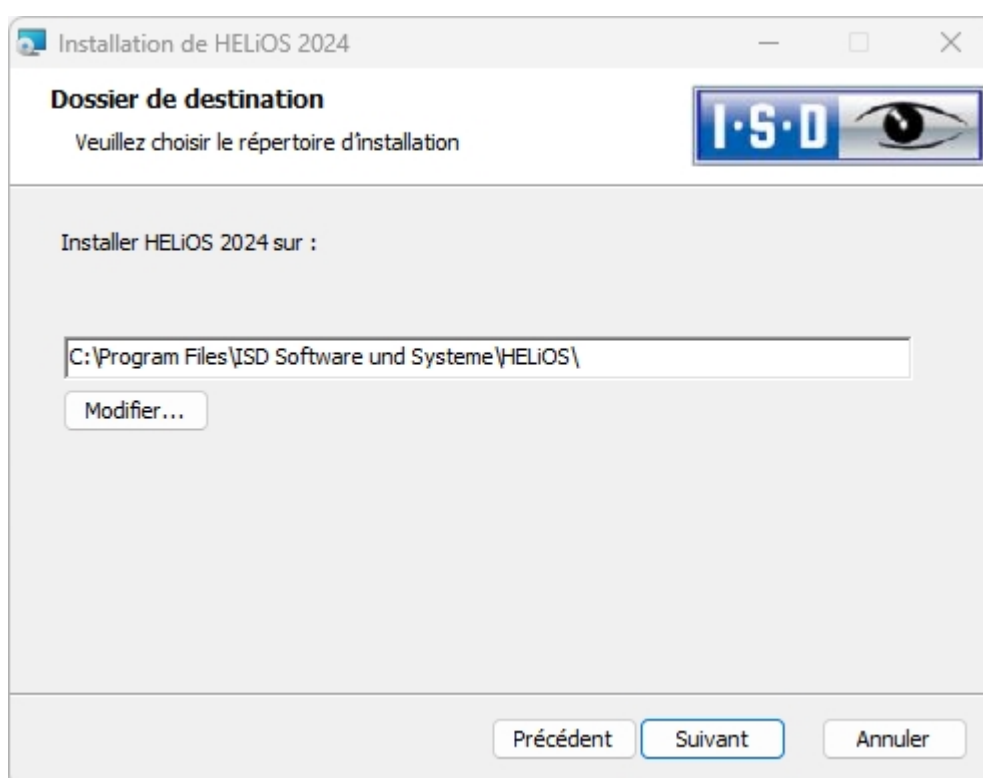 Installation de HELiOS 2024
Dossier de destination
Veuillez choisir le répertoire d'installation
I·S·D
Installer HELiOS 2024 sur :
C:\Program Files\ISD Software und Systeme\HELiOS\
Modifier...
Précédent Suivant Annuler